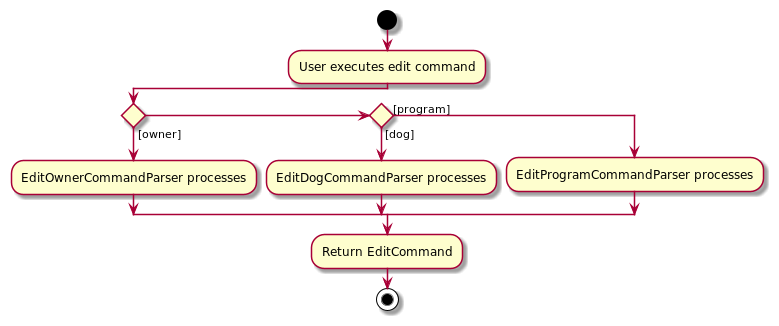 User executes edit command
[program]
[owner]
[dog]
EditOwnerCommandParser processes
EditDogCommandParser processes
EditProgramCommandParser processes
Return EditCommand